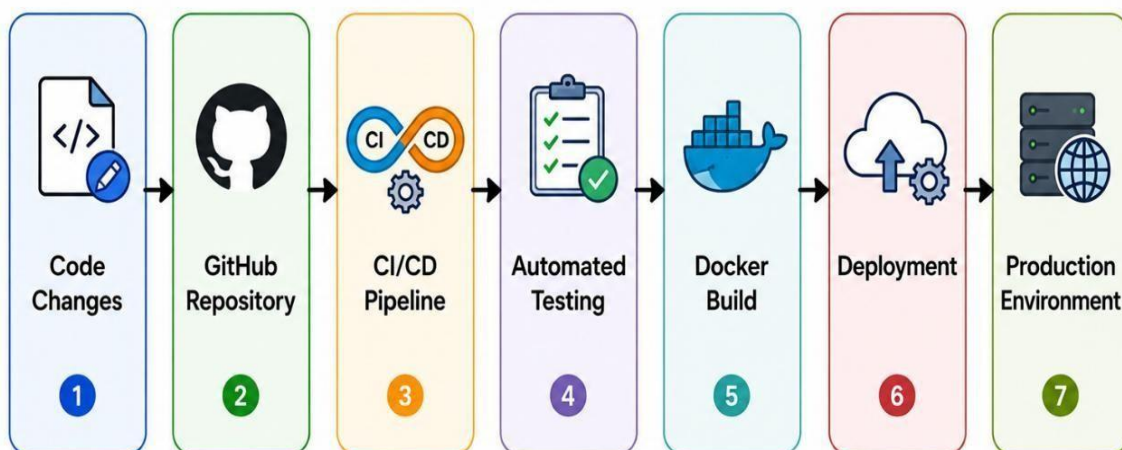 </>
CI
CD
Code
Changes
GitHub
Repository
CI/CD
Pipeline
Automated
Testing
Docker
Build
Deployment
Production
Environment
1
2
3
4
5
6
7